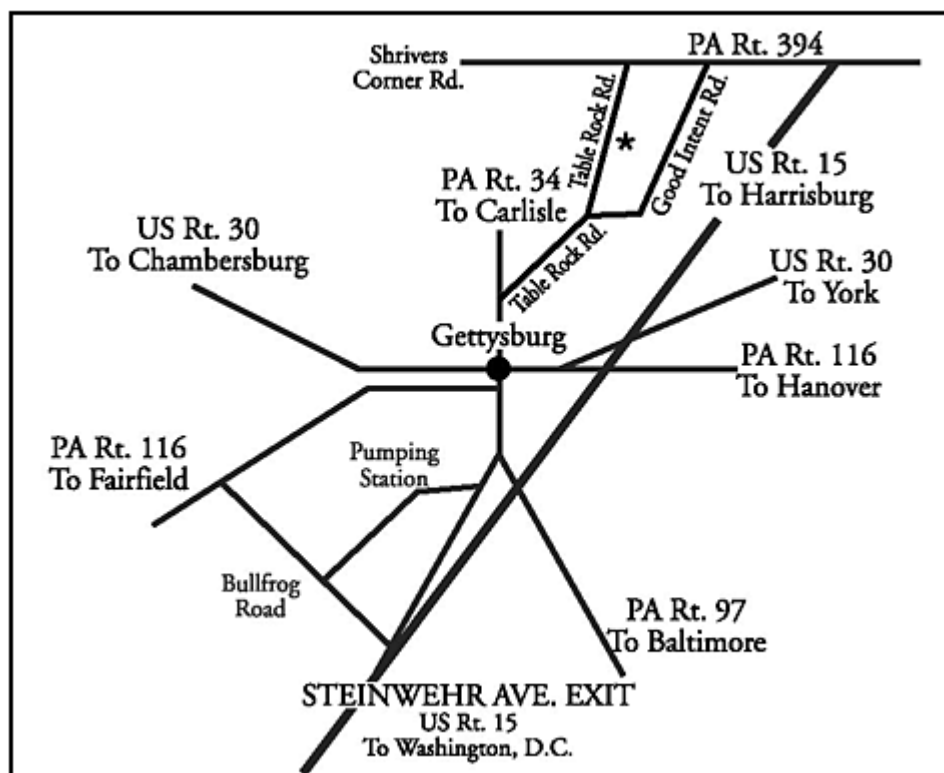 Shrivers
Corner Rd.
PA Rt. 394
Table Rock Rd.
*
Good Intent Rd.
US Rt. 15
To Harrisburg
PA Rt. 34
To Carlisle
Table Rock Rd.
US Rt. 30
To Chambersburg
US Rt. 30
To York
Gettysburg
PA Rt. 116
To Hanover
PA Rt. 116
To Fairfield
Pumping
Station
Bullfrog
Road
PA Rt. 97
To Baltimore
STEINWEHR AVE. EXIT
US Rt. 15
To Washington, D.C.